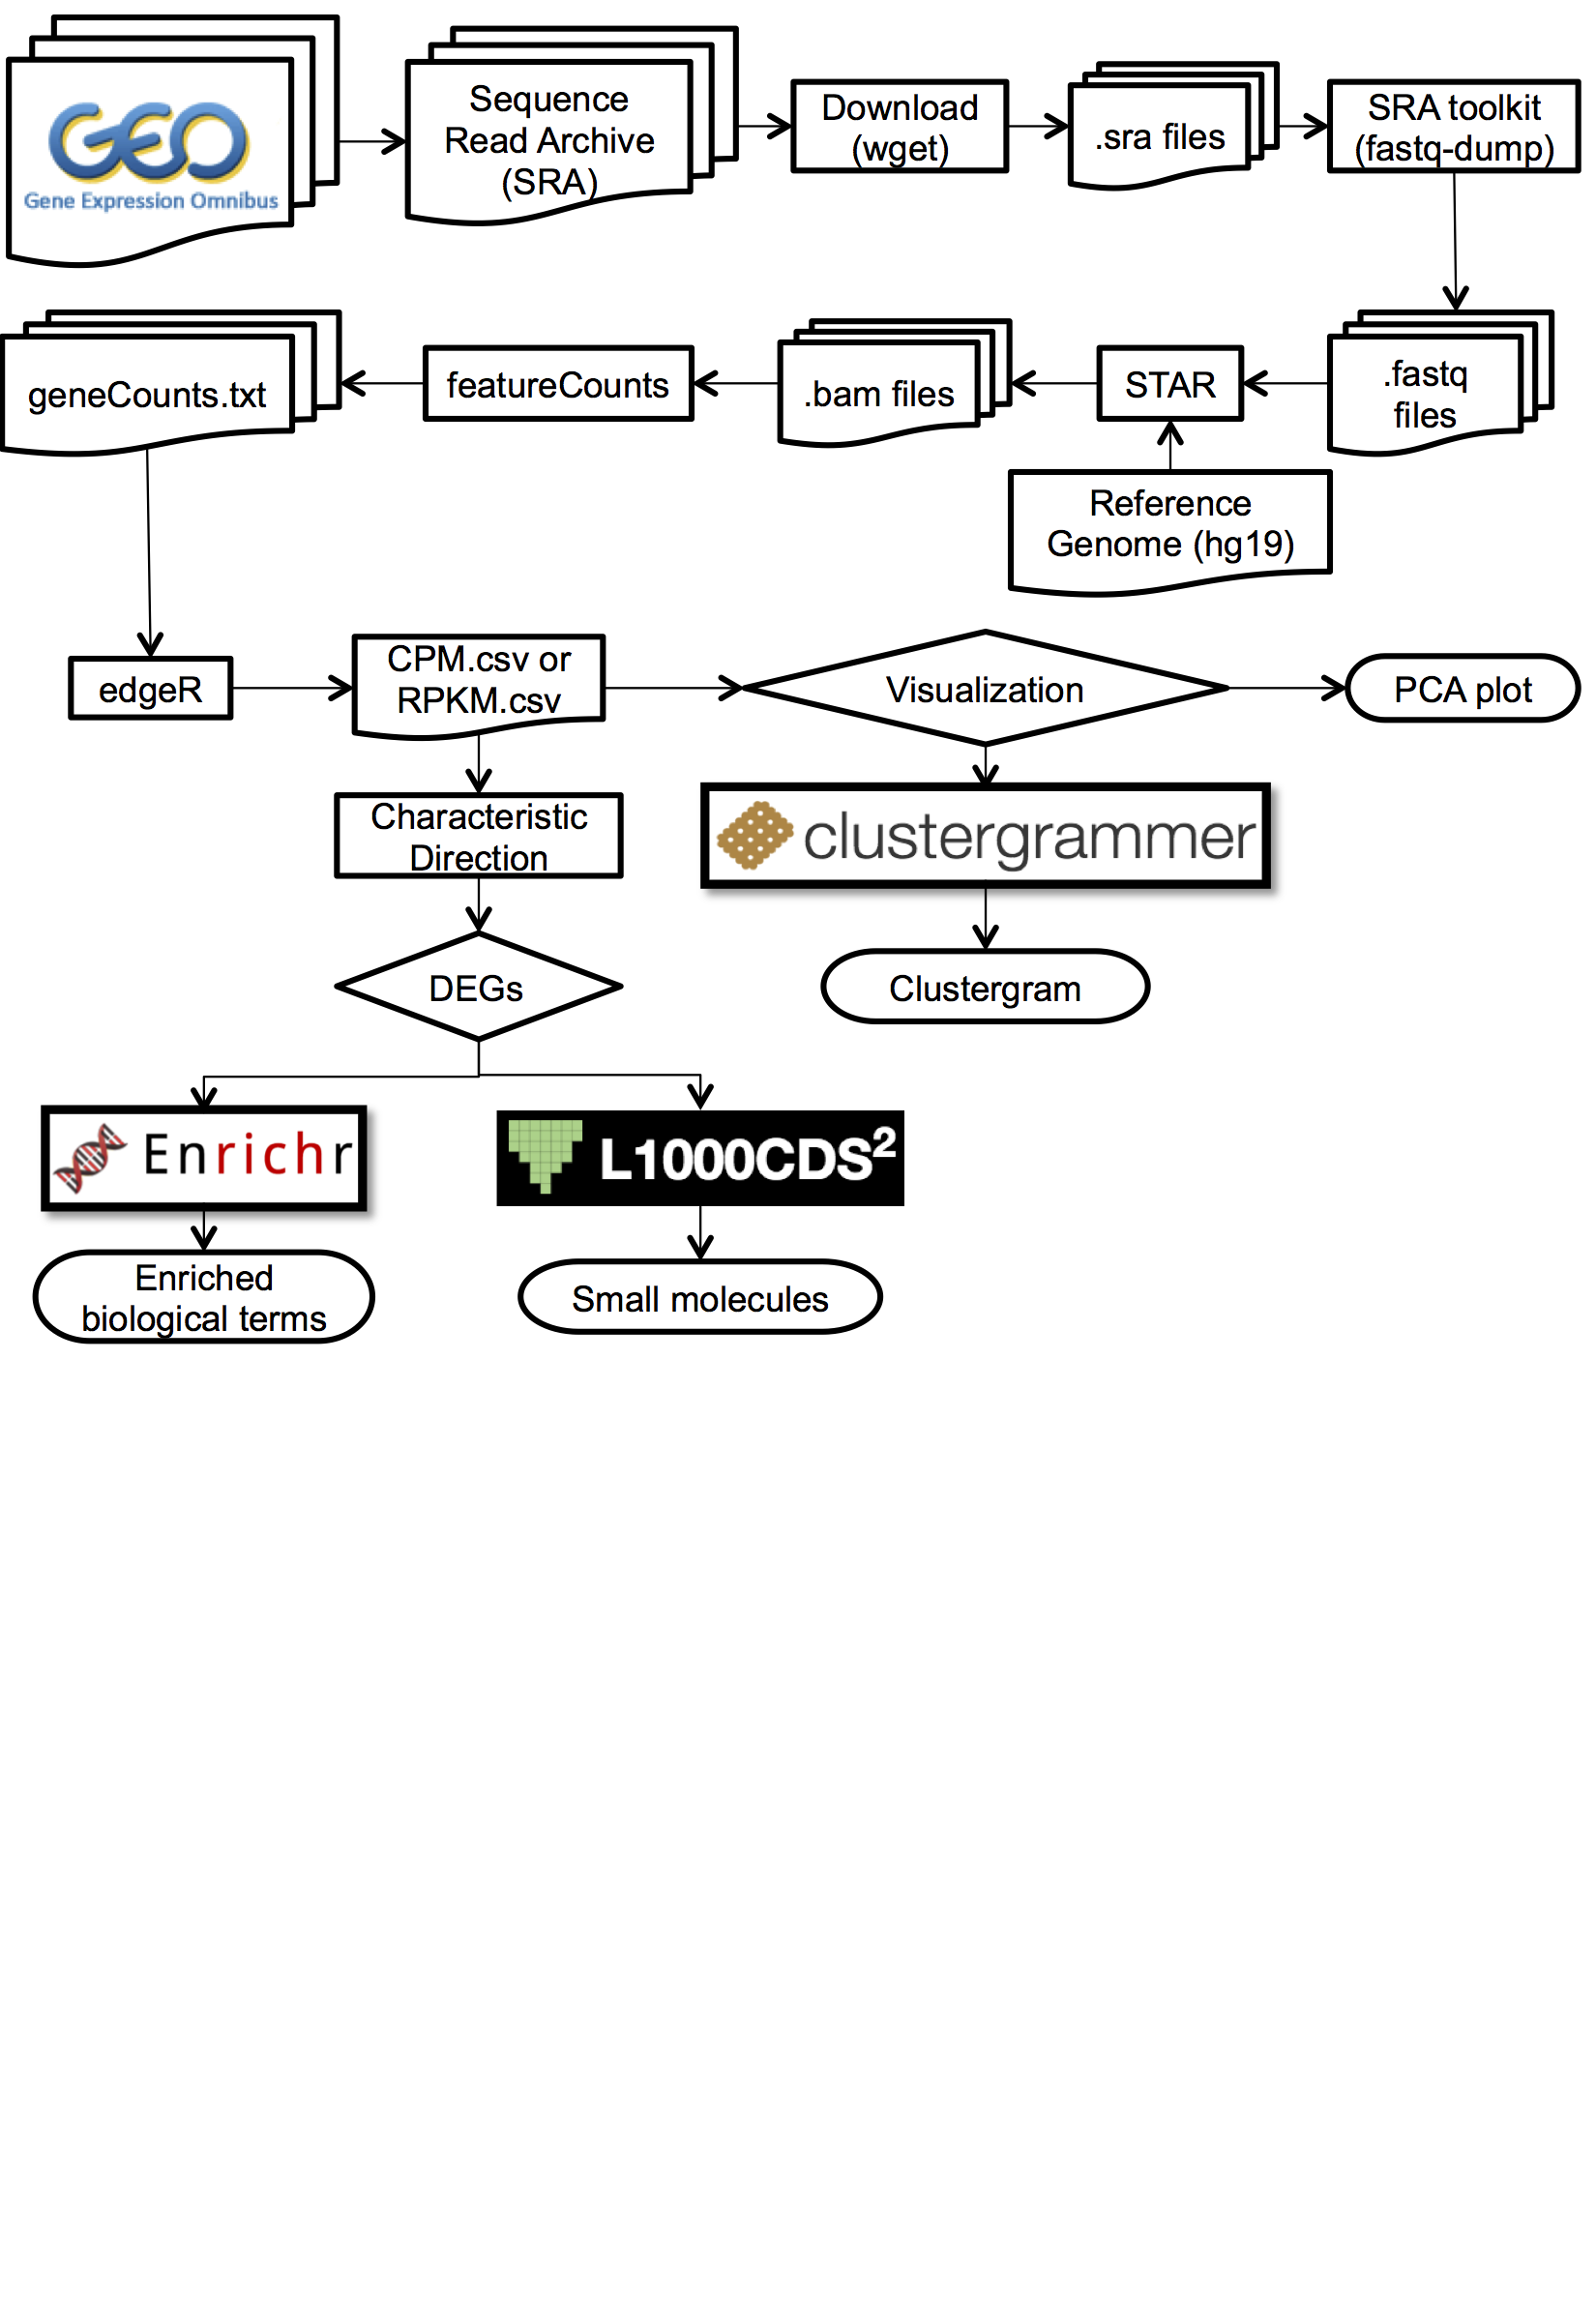 GEO
Gene Expression Omnibus
Sequence
Read Archive
(SRA)
Download
(wget)
.sra files
SRA toolkit
(fastq-dump)
geneCounts.txt
featureCounts
.bam files
STAR
.fastq
files
Reference
Genome (hg19)
edgeR
CPM.csv or
RPKM.csv
Visualization
PCA plot
Characteristic
Direction
clustergrammer
DEGs
Clustergram
Enrichr
L1000CDS²
Enriched
biological terms
Small molecules